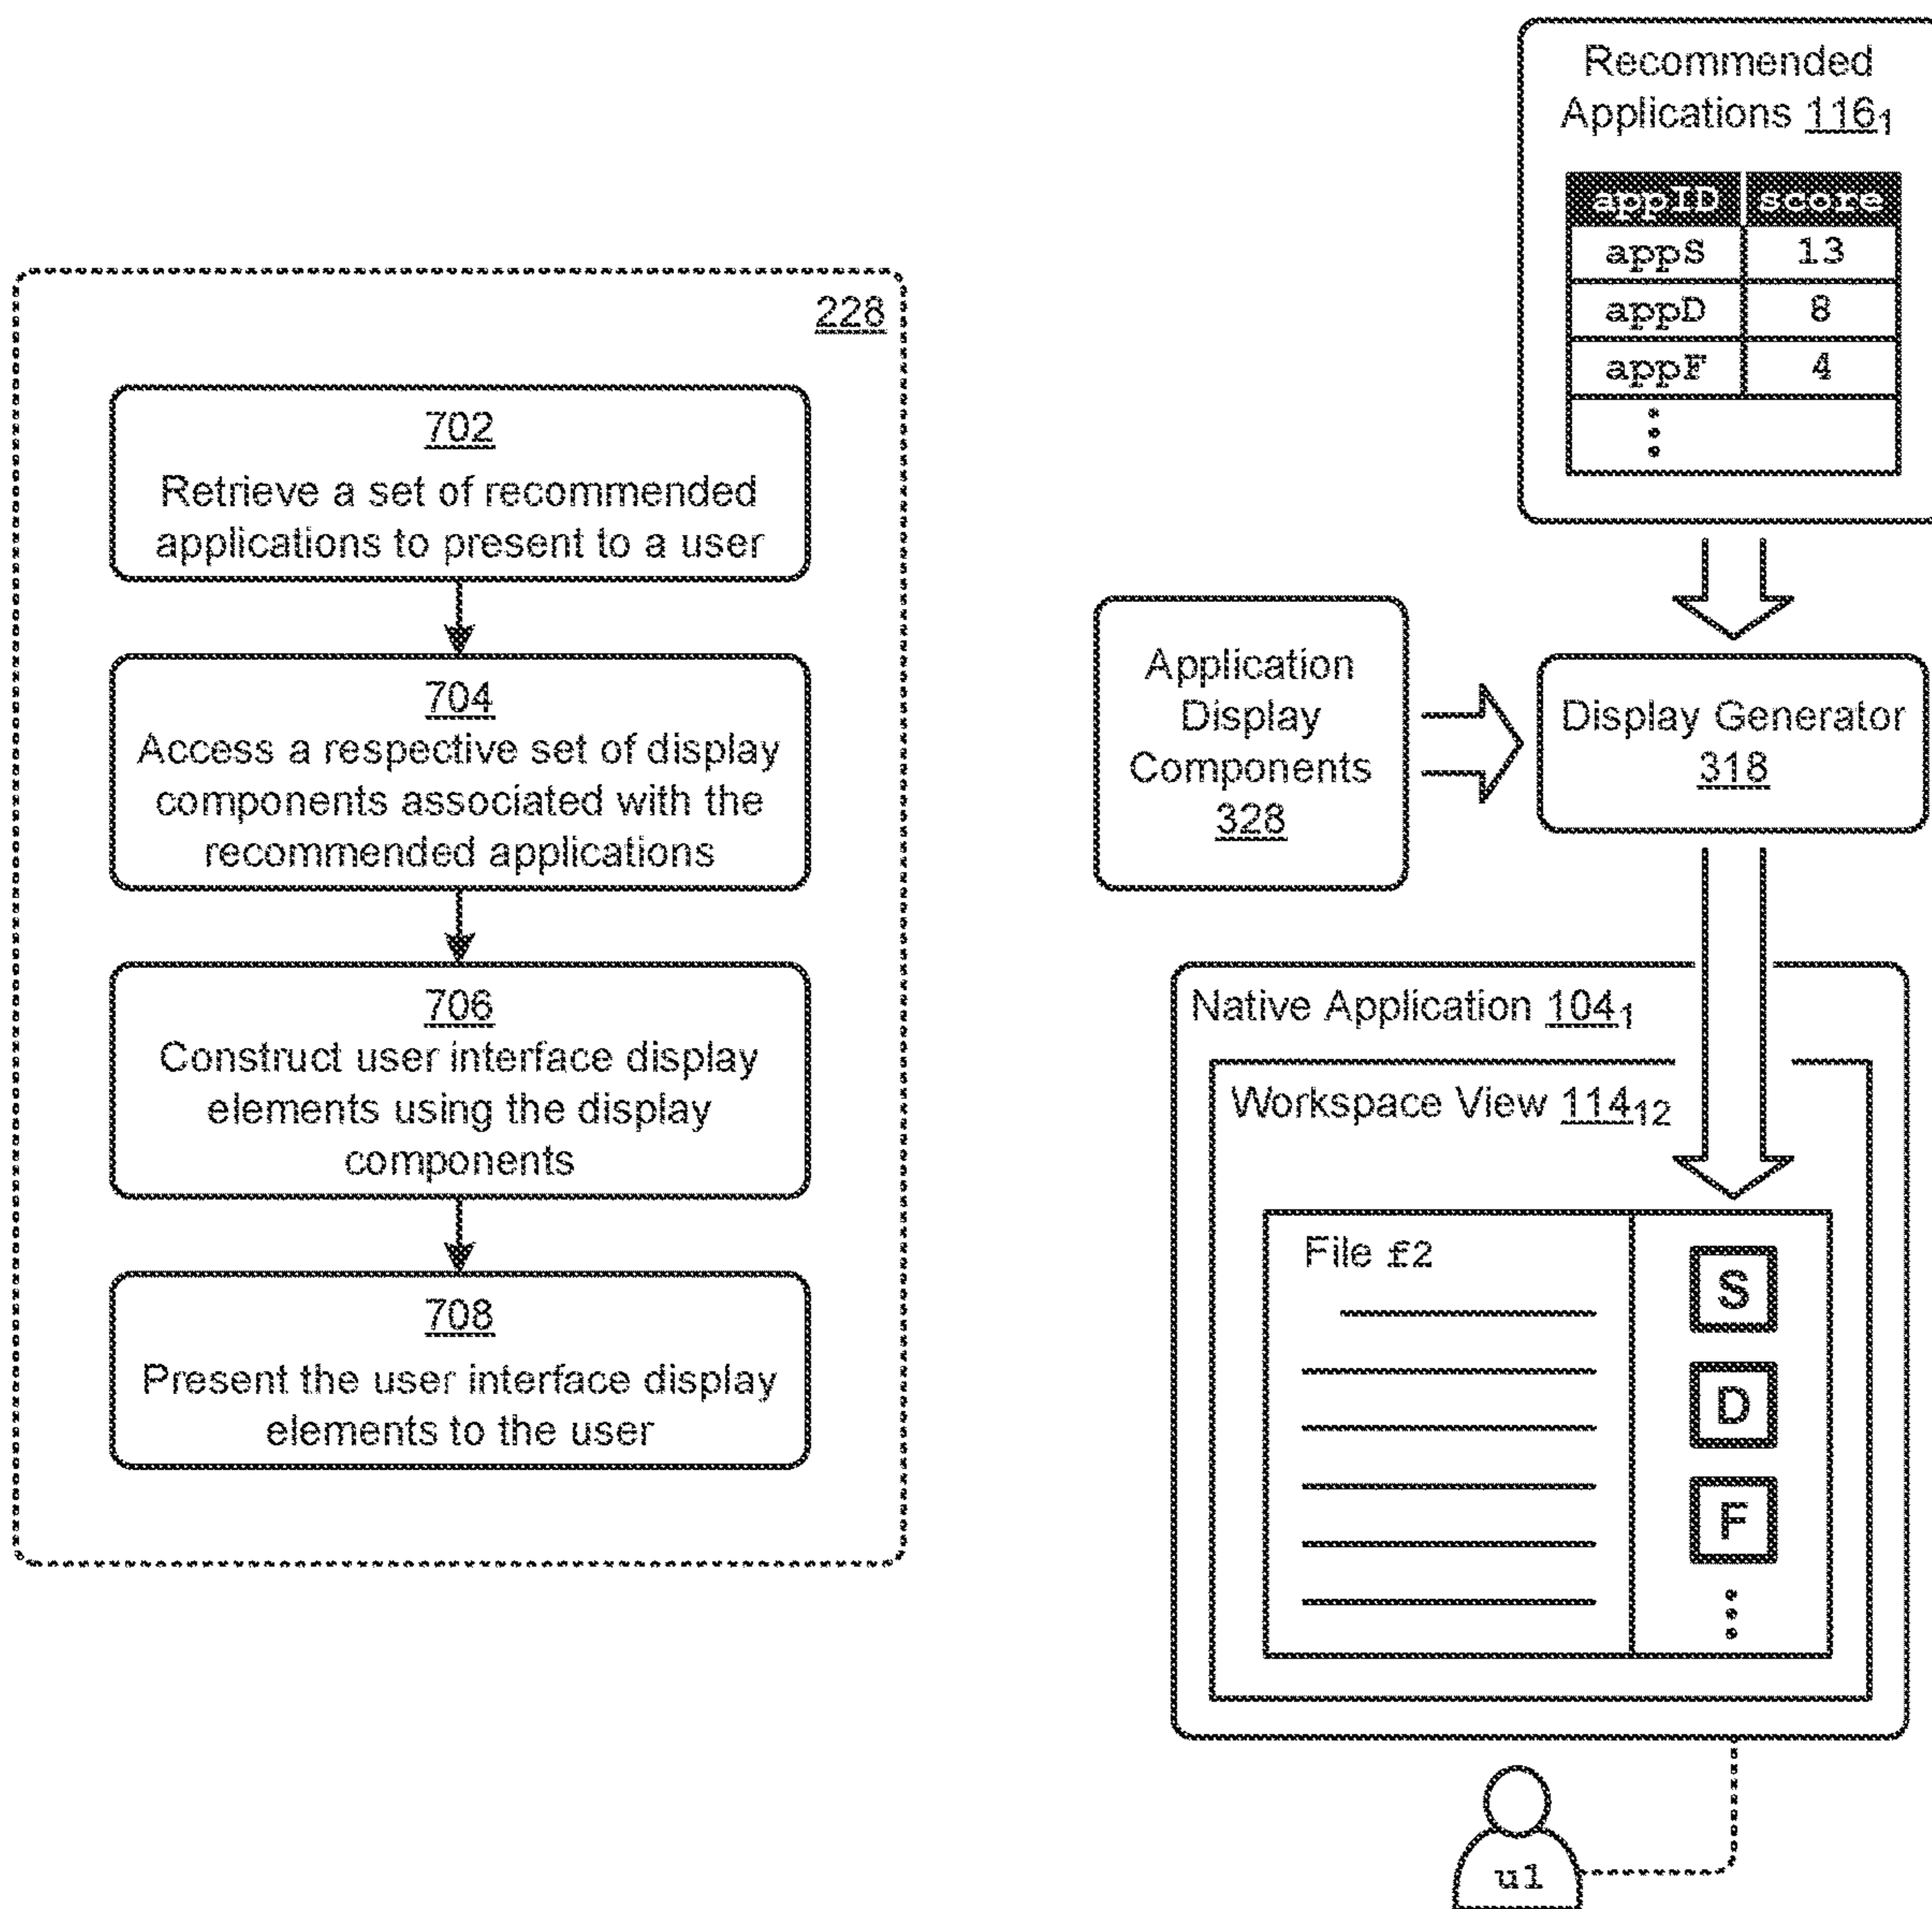 228
702
Retrieve a set of recommended
applications to present to a user
704
Access a respective set of display
components associated with the
recommended applications
706
Construct user interface display
elements using the display
components
708
Present the user interface display
elements to the user
Recommended
Applications 116₁
appID score
appS 13
appD 8
appF 4
Application
Display
Components
328
Display Generator
318
Native Application 104₁
Workspace View 114₁₂
File f2
S
D
F
u1